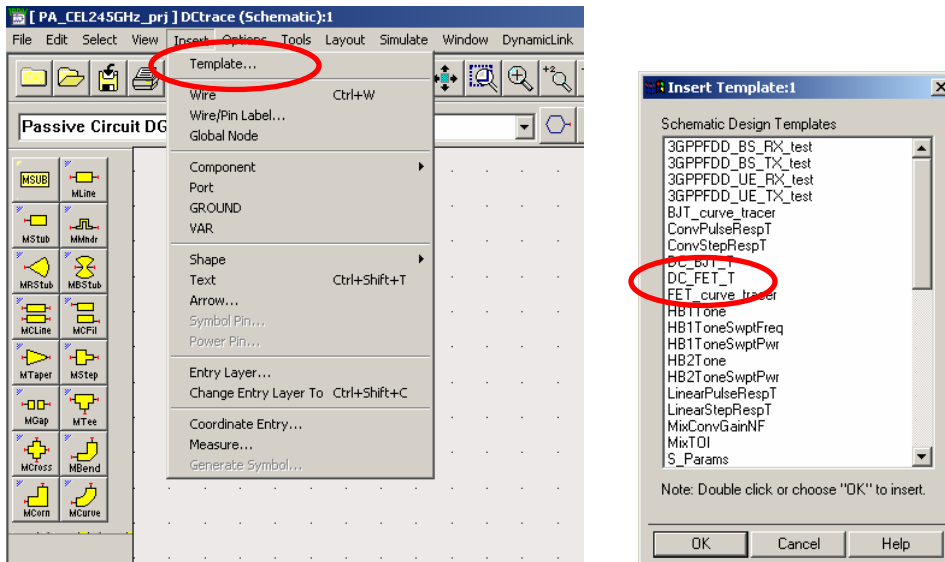 [ PA_CEL245GHz_prj ] DCtrace (Schematic):1
File Edit Select View Insert Options Tools Layout Simulate Window DynamicLink
Passive Circuit DG
MSUB
MLine
MStub MMndr
MRStub MBStub
MCLine MCFil
MTaper MStep
MGap MTee
MCross MBend
MCorn MCurve
Template...
Wire Ctrl+W
Wire/Pin Label...
Global Node
Component
Port
GROUND
VAR
Shape
Text Ctrl+Shift+T
Arrow...
Symbol Pin...
Power Pin...
Entry Layer...
Change Entry Layer To Ctrl+Shift+C
Coordinate Entry...
Measure...
Generate Symbol...
+2
Insert Template:1
Schematic Design Templates
3GPPFDD_BS_RX_test
3GPPFDD_BS_TX_test
3GPPFDD_UE_RX_test
3GPPFDD_UE_TX_test
BJT_curve_tracer
ConvPulseRespT
ConvStepRespT
DC_BJT_T
DC_FET_T
FET_curve_tracer
HB1Tone
HB1ToneSwptFreq
HB1ToneSwptPwr
HB2Tone
HB2ToneSwptPwr
LinearPulseRespT
LinearStepRespT
MixConvGainNF
MixTOI
S_Params
Note: Double click or choose "OK" to insert.
OK Cancel Help